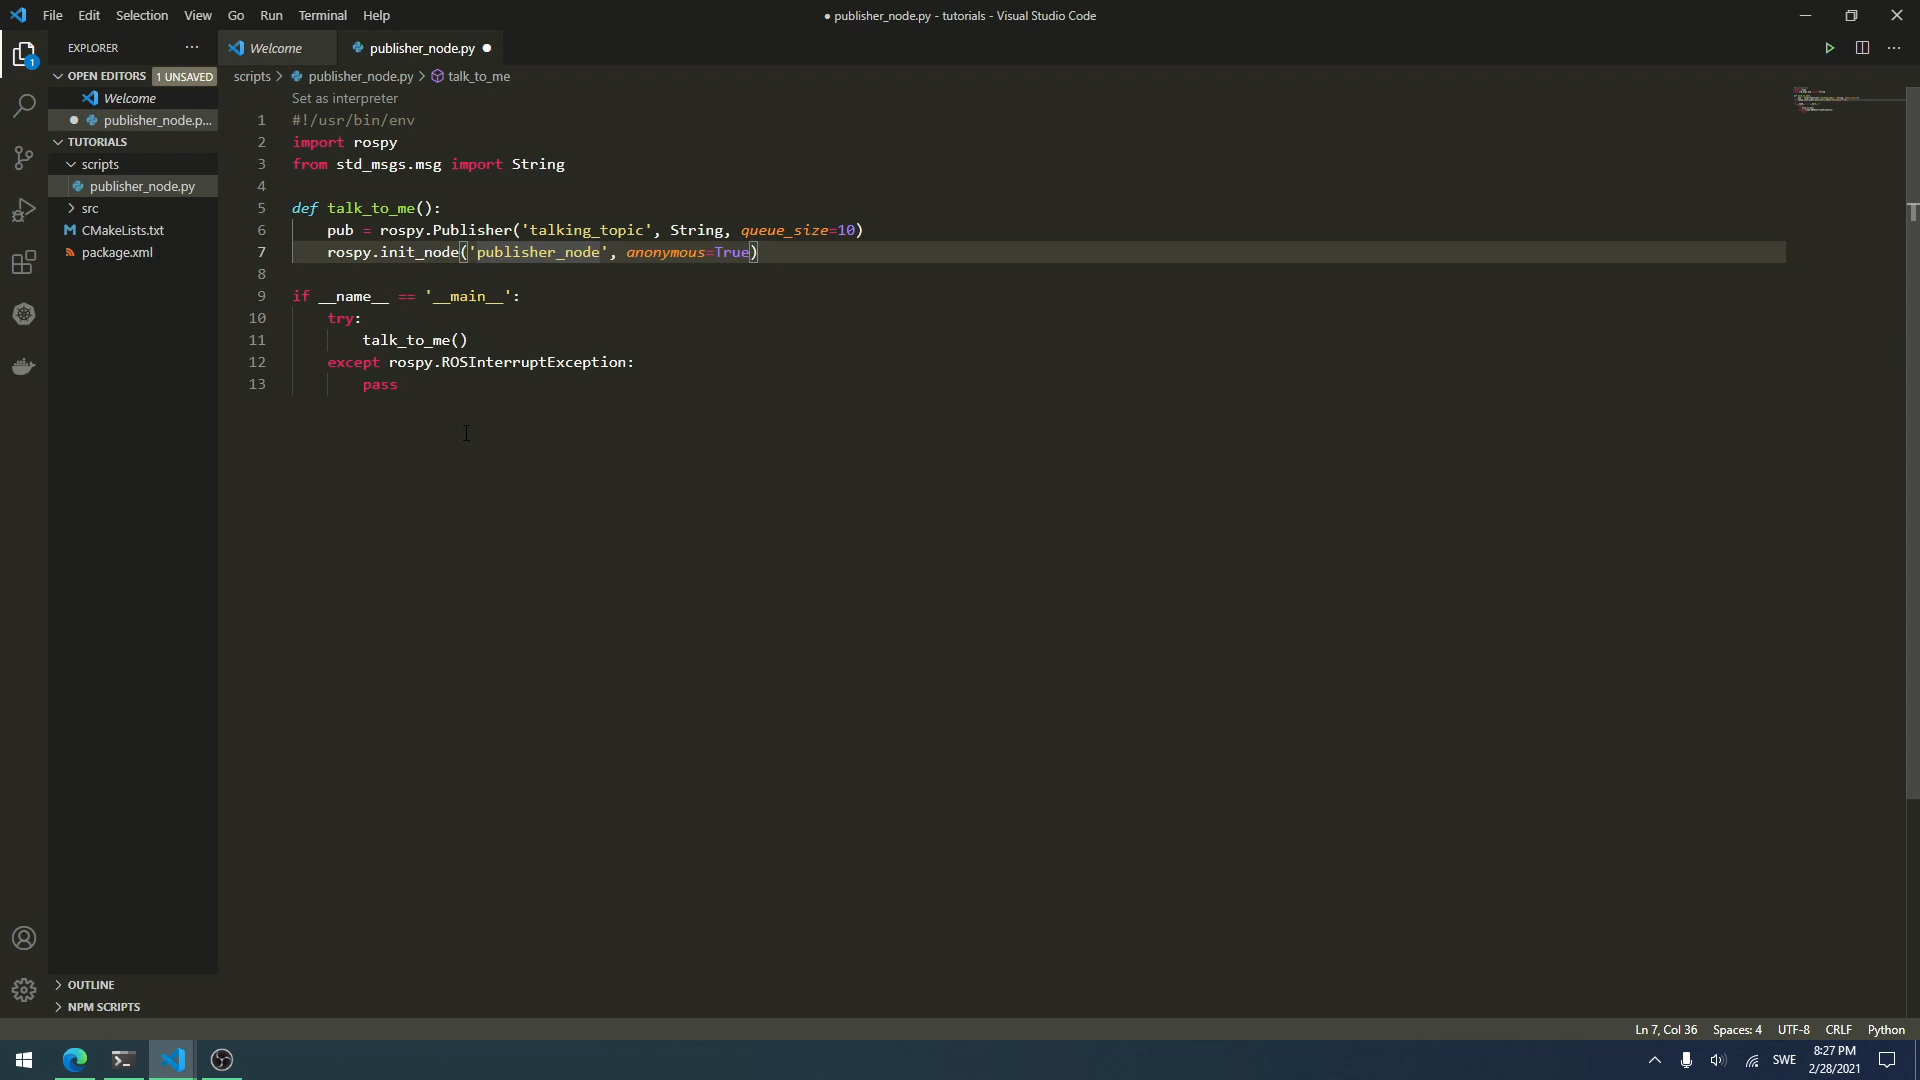 File Edit Selection View Go Run Terminal Help
● publisher_node.py - tutorials - Visual Studio Code
EXPLORER ···
OPEN EDITORS 1 UNSAVED
Welcome
● publisher_node.p...
TUTORIALS
scripts
publisher_node.py
src
CMakeLists.txt
package.xml
OUTLINE
NPM SCRIPTS
Welcome publisher_node.py ●
scripts > publisher_node.py > talk_to_me
Set as interpreter
1 #!/usr/bin/env
2 import rospy
3 from std_msgs.msg import String
4
5 def talk_to_me():
6     pub = rospy.Publisher('talking_topic', String, queue_size=10)
7     rospy.init_node('publisher_node', anonymous=True)
8
9 if __name__ == '__main__':
10     try:
11         talk_to_me()
12     except rospy.ROSInterruptException:
13         pass
Ln 7, Col 36 Spaces: 4 UTF-8 CRLF Python
SWE 8:27 PM
2/28/2021